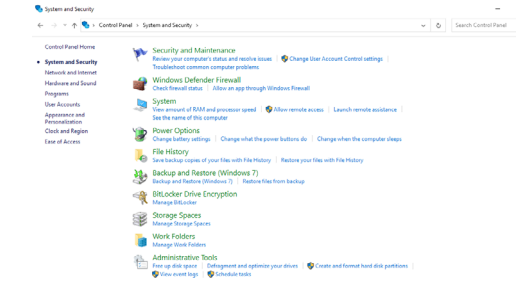 System and Security
Control Panel > System and Security >
Search Control Panel
Control Panel Home
System and Security
Network and Internet
Hardware and Sound
Programs
User Accounts
Appearance and
Personalization
Clock and Region
Ease of Access
Security and Maintenance
Review your computer's status and resolve issues | Change User Account Control settings |
Troubleshoot common computer problems
Windows Defender Firewall
Check firewall status | Allow an app through Windows Firewall
System
View amount of RAM and processor speed | Allow remote access | Launch remote assistance |
See the name of this computer
Power Options
Change battery settings | Change what the power buttons do | Change when the computer sleeps
File History
Save backup copies of your files with File History | Restore your files with File History
Backup and Restore (Windows 7)
Backup and Restore (Windows 7) | Restore files from backup
BitLocker Drive Encryption
Manage BitLocker
Storage Spaces
Manage Storage Spaces
Work Folders
Manage Work Folders
Administrative Tools
Free up disk space | Defragment and optimize your drives | Create and format hard disk partitions |
View event logs | Schedule tasks